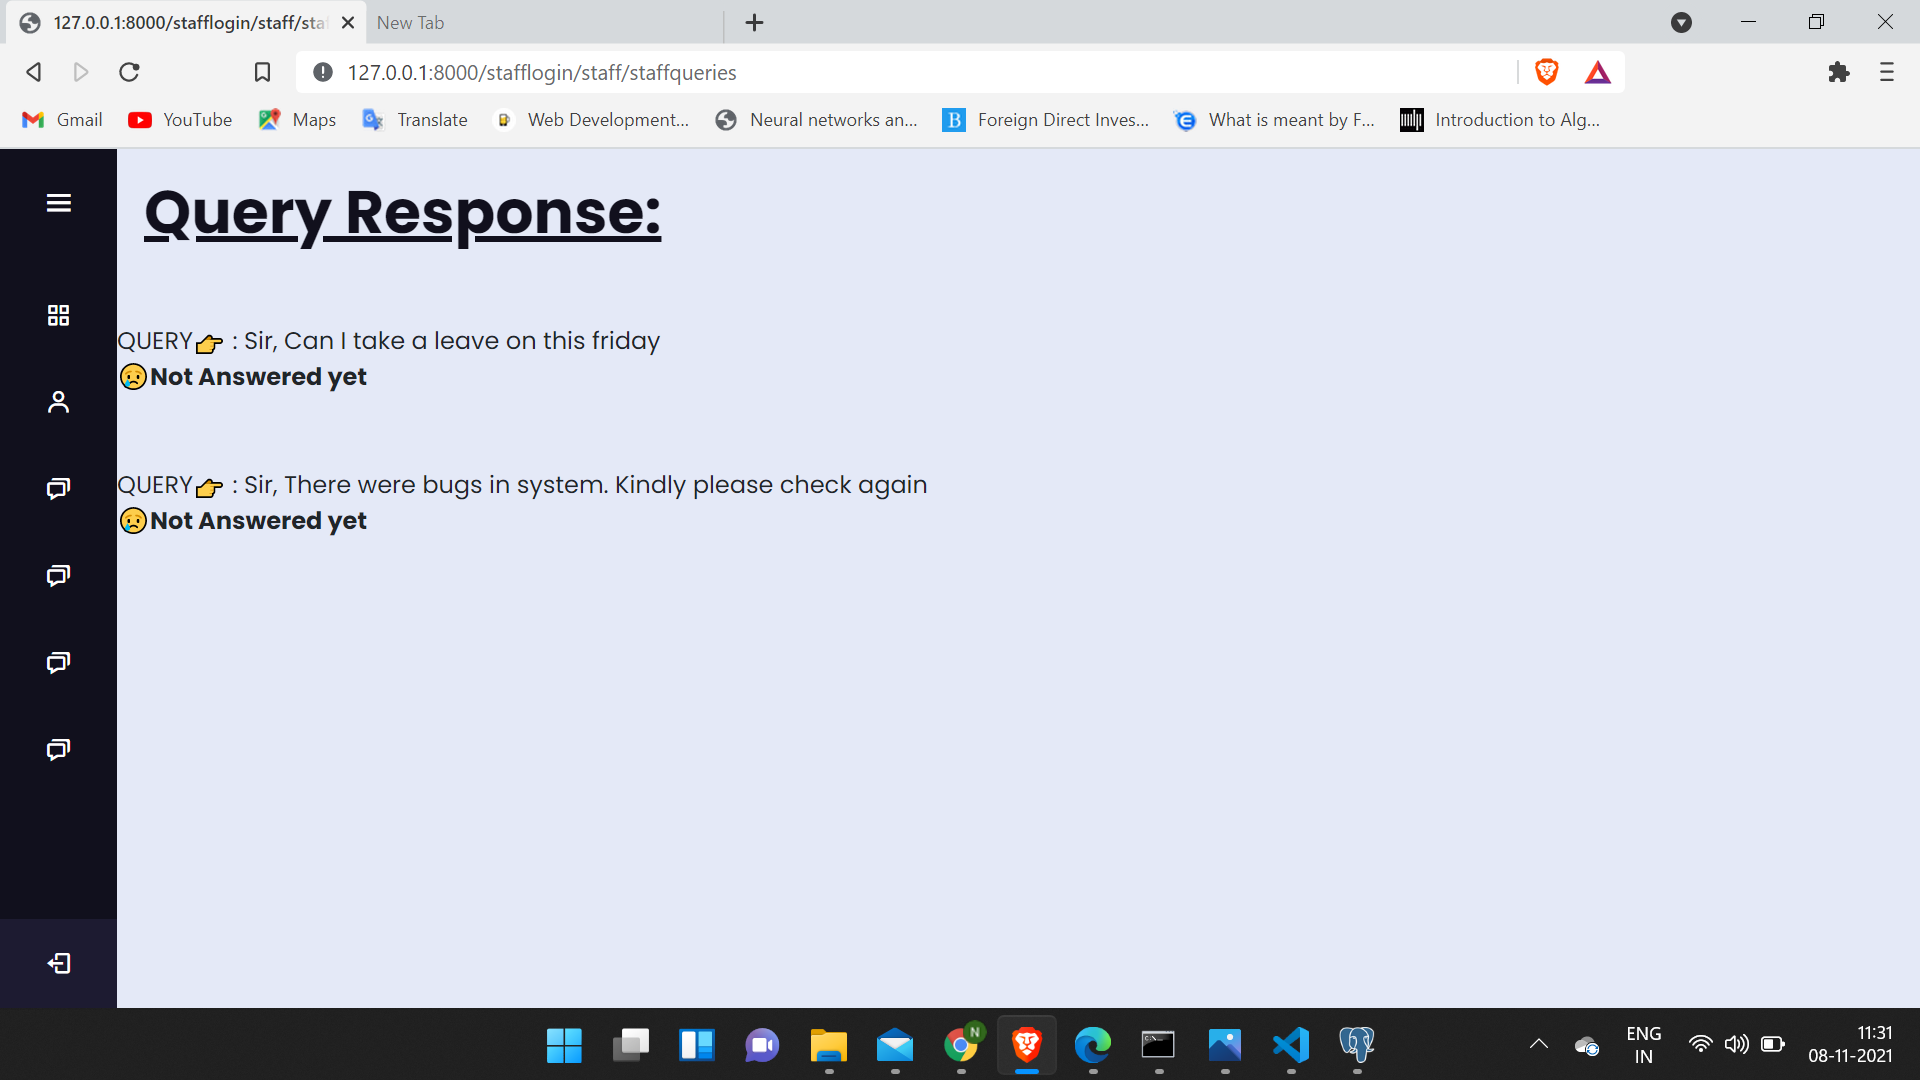 127.0.0.1:8000/stafflogin/staff/sta
New Tab
127.0.0.1:8000/stafflogin/staff/staffqueries
Gmail
YouTube
Maps
Translate
Web Development...
Neural networks an...
B
Foreign Direct Inves...
What is meant by F...
Introduction to Alg...
Query Response:
QUERY👉 : Sir, Can I take a leave on this friday
😢Not Answered yet
QUERY👉 : Sir, There were bugs in system. Kindly please check again
😢Not Answered yet
N
ENG
IN
11:31
08-11-2021